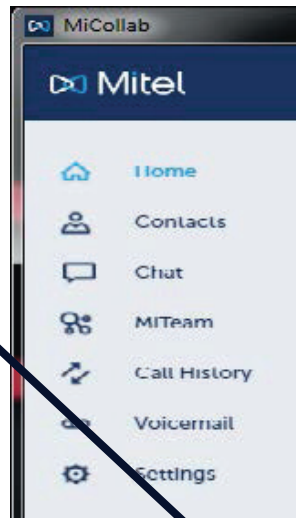 MiCollab
Mitel
Home
Contacts
Chat
MiTeam
Call History
Voicemail
Settings